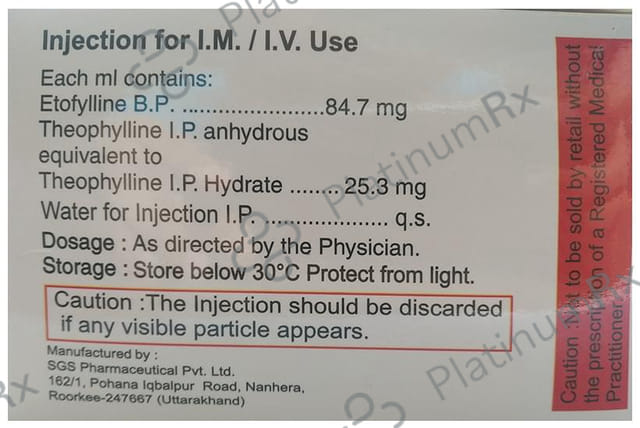 Injection for I.M. / I.V. Use
Each ml contains:
Etofylline B.P. ........................84.7 mg
Theophylline I.P. anhydrous
equivalent to
Theophylline I.P. Hydrate ........25.3 mg
Water for Injection I.P. .................... q.s.
Dosage : As directed by the Physician.
Storage : Store below 30°C Protect from light.
Caution :The Injection should be discarded
if any visible particle appears.
Manufactured by :
SGS Pharmaceutical Pvt. Ltd.
162/1, Pohana Iqbalpur Road, Nanhera,
Roorkee-247667 (Uttarakhand)
Caution :Not to be sold by retail without
the prescription of a Registered Medical
Practitioner.
PlatinumRx
PlatinumRx